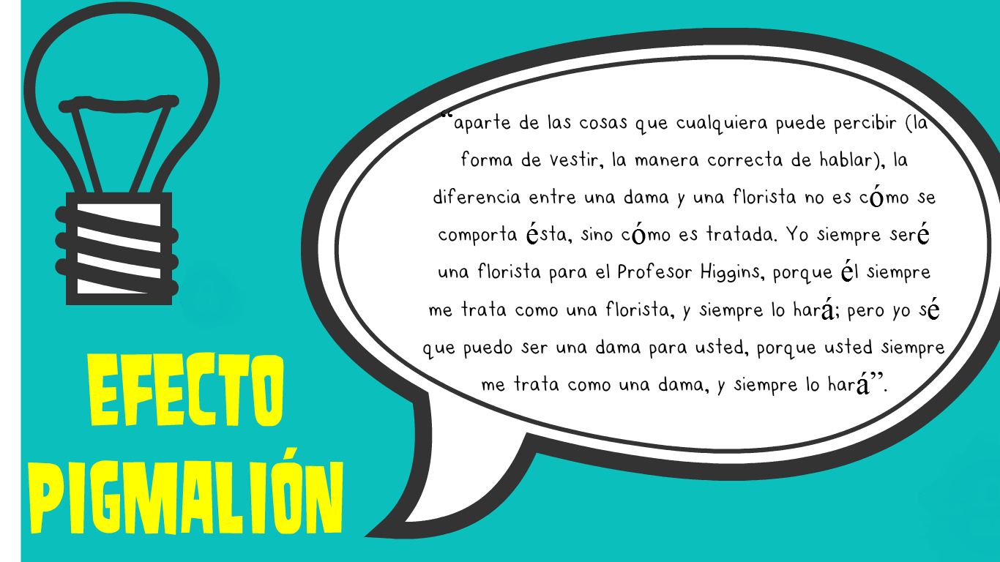 “aparte de las cosas que cualquiera puede percibir (la
forma de vestir, la manera correcta de hablar), la
diferencia entre una dama y una florista no es cómo se
comporta ésta, sino cómo es tratada. Yo siempre seré
una florista para el Profesor Higgins, porque él siempre
me trata como una florista, y siempre lo hará; pero yo sé
que puedo ser una dama para usted, porque usted siempre
me trata como una dama, y siempre lo hará”.
EFECTO
PIGMALIÓN